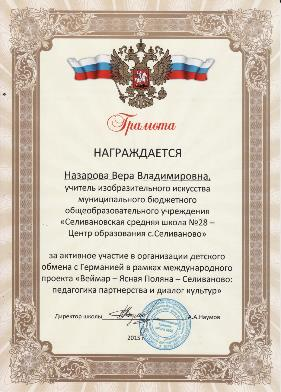 Грамота
НАГРАЖДАЕТСЯ
Назарова Вера Владимировна,
учитель изобразительного искусства
муниципального бюджетного
общеобразовательного учреждения
«Селивановская средняя школа №28 –
Центр образования с.Селиваново»
за активное участие в организации детского
обмена с Германией в рамках международного
проекта «Веймар – Ясная Поляна – Селиваново:
педагогика партнерства и диалог культур»
Директор школы А.А.Наумов
2015 г.